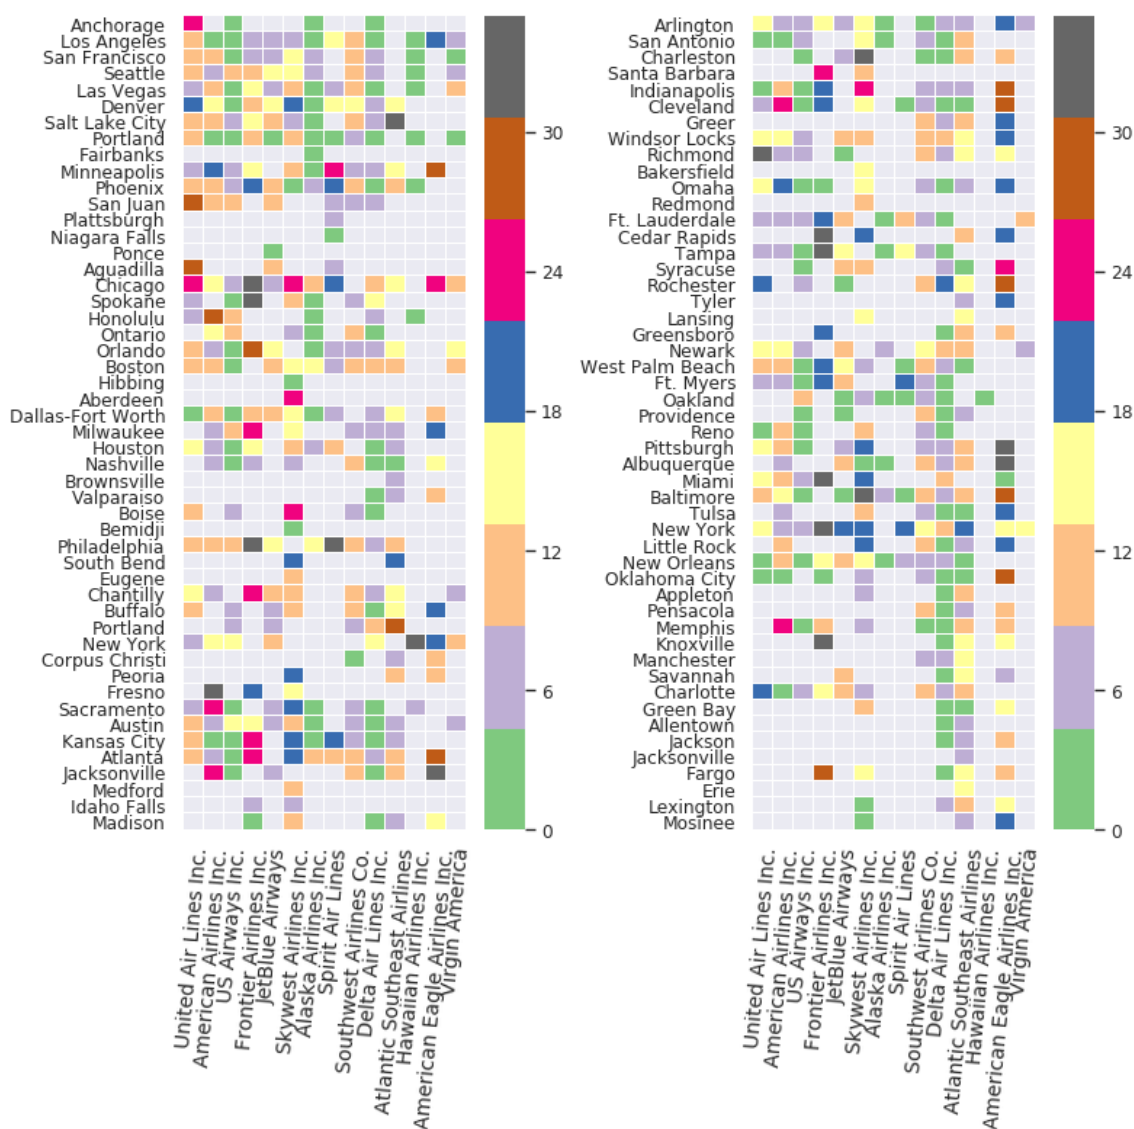 Anchorage
Los Angeles
San Francisco
Seattle
Las Vegas
Denver
Salt Lake City
Portland
Fairbanks
Minneapolis
Phoenix
San Juan
Plattsburgh
Niagara Falls
Ponce
Aguadilla
Chicago
Spokane
Honolulu
Ontario
Orlando
Boston
Hibbing
Aberdeen
Dallas-Fort Worth
Milwaukee
Houston
Nashville
Brownsville
Valparaiso
Boise
Bemidji
Philadelphia
South Bend
Eugene
Chantilly
Buffalo
Portland
New York
Corpus Christi
Peoria
Fresno
Sacramento
Austin
Kansas City
Atlanta
Jacksonville
Medford
Idaho Falls
Madison
United Air Lines Inc.
American Airlines Inc.
US Airways Inc.
Frontier Airlines Inc.
JetBlue Airways
Skywest Airlines Inc.
Alaska Airlines Inc.
Spirit Air Lines
Southwest Airlines Co.
Delta Air Lines Inc.
Atlantic Southeast Airlines
Hawaiian Airlines Inc.
American Eagle Airlines Inc.
Virgin America
30
24
18
12
6
0
Arlington
San Antonio
Charleston
Santa Barbara
Indianapolis
Cleveland
Greer
Windsor Locks
Richmond
Bakersfield
Omaha
Redmond
Ft. Lauderdale
Cedar Rapids
Tampa
Syracuse
Rochester
Tyler
Lansing
Greensboro
Newark
West Palm Beach
Ft. Myers
Oakland
Providence
Reno
Pittsburgh
Albuquerque
Miami
Baltimore
Tulsa
New York
Little Rock
New Orleans
Oklahoma City
Appleton
Pensacola
Memphis
Knoxville
Manchester
Savannah
Charlotte
Green Bay
Allentown
Jackson
Jacksonville
Fargo
Erie
Lexington
Mosinee
United Air Lines Inc.
American Airlines Inc.
US Airways Inc.
Frontier Airlines Inc.
JetBlue Airways
Skywest Airlines Inc.
Alaska Airlines Inc.
Spirit Air Lines
Southwest Airlines Co.
Delta Air Lines Inc.
Atlantic Southeast Airlines
Hawaiian Airlines Inc.
American Eagle Airlines Inc.
Virgin America
30
24
18
12
6
0